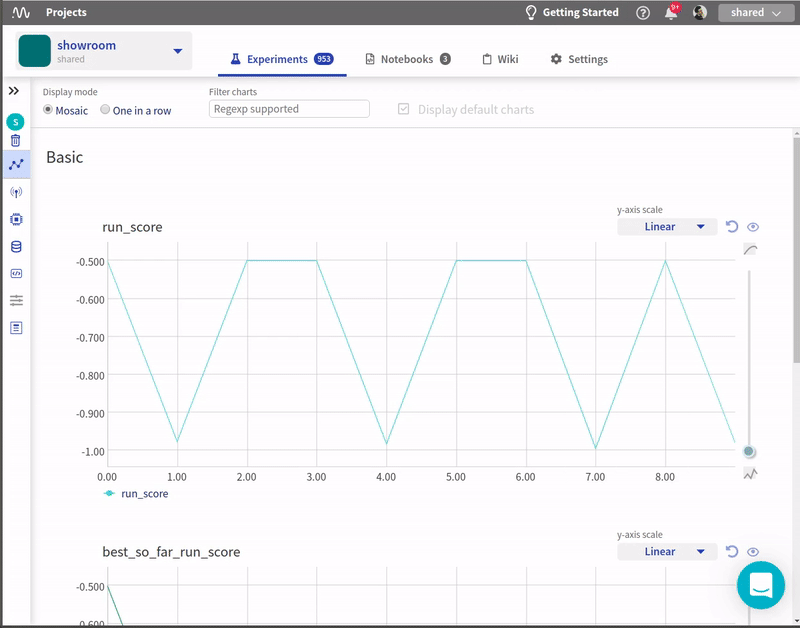 Projects
Getting Started
9+
shared
showroom
shared
Experiments 953
Notebooks 3
Wiki
Settings
Display mode
Mosaic
One in a row
Filter charts
Regexp supported
Display default charts
S
Basic
y-axis scale
Linear
run_score
-0.500
-0.600
-0.700
-0.800
-0.900
-1.00
0.00 1.00 2.00 3.00 4.00 5.00 6.00 7.00 8.00
run_score
y-axis scale
Linear
best_so_far_run_score
-0.500
-0.600